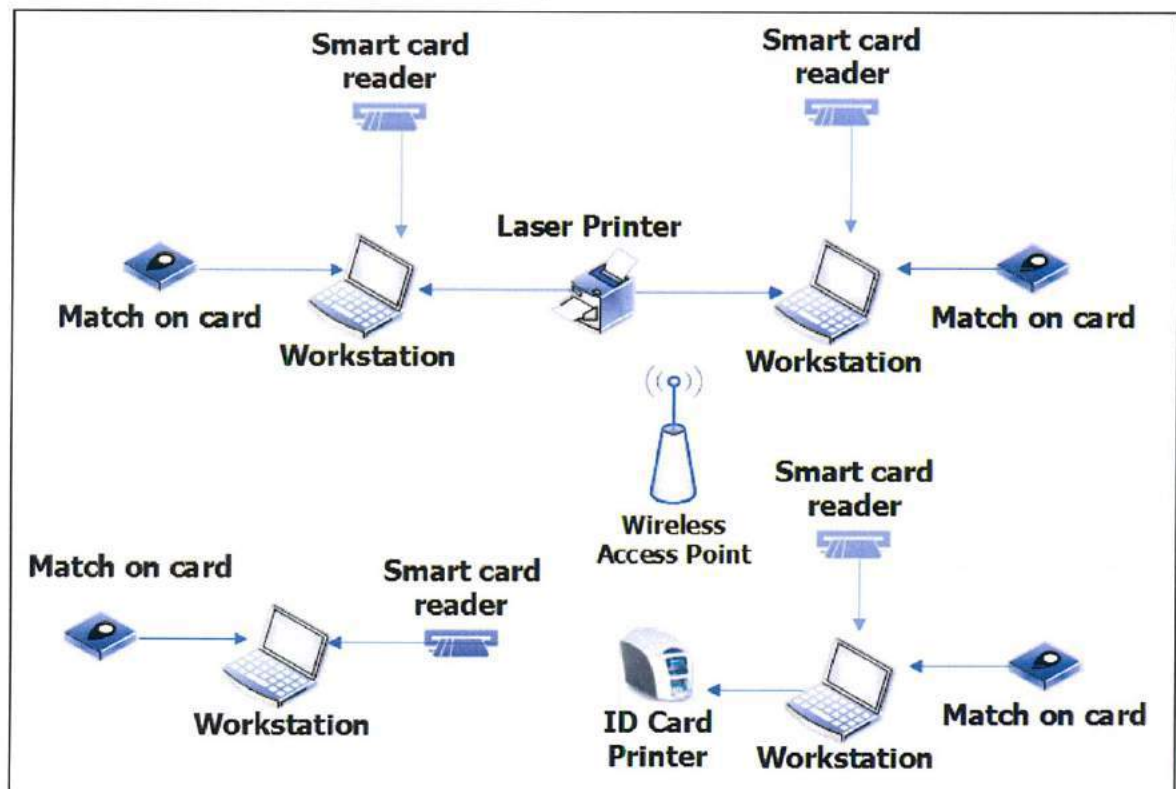 Smart card
reader
Smart card
reader
Laser Printer
Match on card
Workstation
Workstation
Match on card
Wireless
Access Point
Smart card
reader
Match on card
Smart card
reader
Workstation
ID Card
Printer
Workstation
Match on card